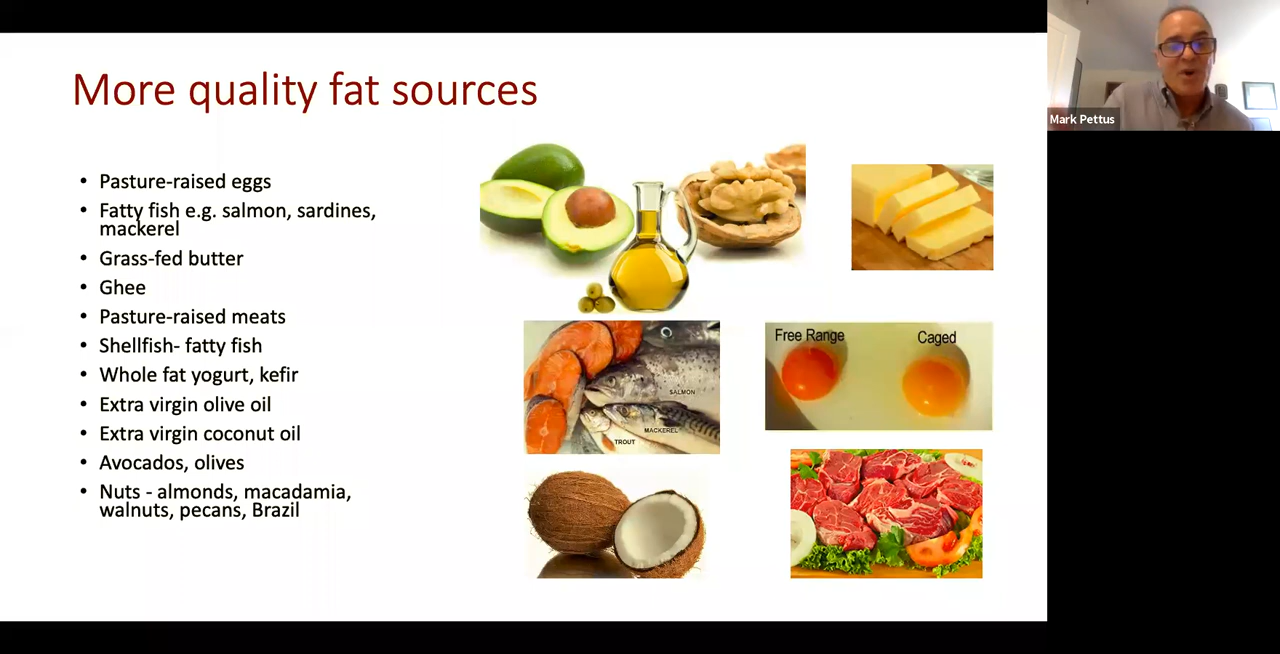 More quality fat sources
• Pasture-raised eggs
• Fatty fish e.g. salmon, sardines,
mackerel
• Grass-fed butter
• Ghee
• Pasture-raised meats
• Shellfish- fatty fish
• Whole fat yogurt, kefir
• Extra virgin olive oil
• Extra virgin coconut oil
• Avocados, olives
• Nuts - almonds, macadamia,
walnuts, pecans, Brazil
SALMON
MACKEREL
TROUT
Free Range
Caged
Mark Pettus